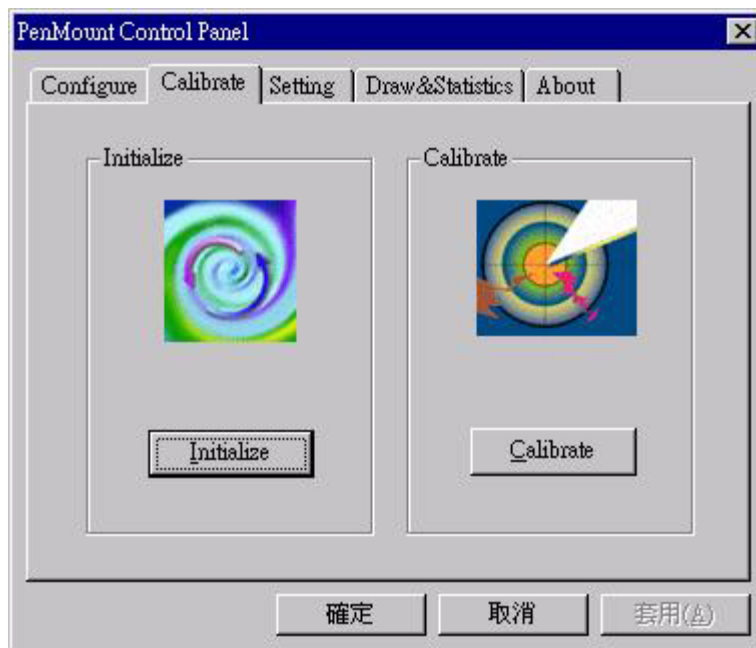 PenMount Control Panel
Configure Calibrate Setting Draw&Statistics About
Initialize Calibrate
Initialize Calibrate
確定 取消 套用(A)